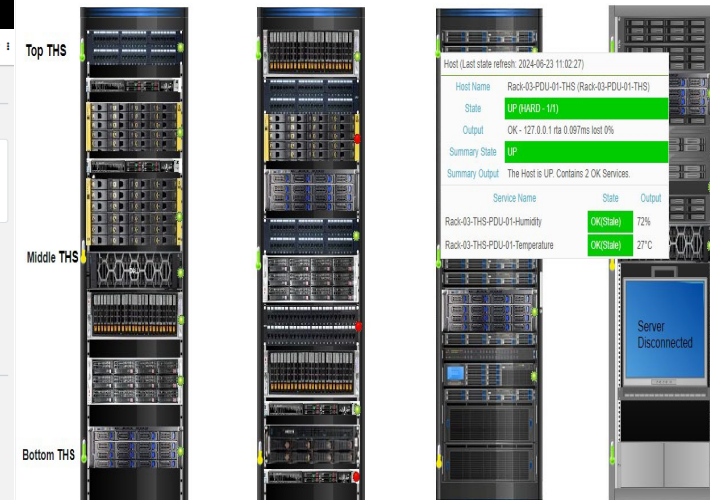 Top THS
Middle THS
Bottom THS
Host (Last state refresh: 2024-06-23 11:02:27)
Host Name Rack-03-PDU-01-THS (Rack-03-PDU-01-THS)
State UP (HARD - 1/1)
Output OK - 127.0.0.1 rta 0.097ms lost 0%
Summary State UP
Summary Output The Host is UP. Contains 2 OK Services.
Service Name State Output
Rack-03-THS-PDU-01-Humidity OK(Stale) 72%
Rack-03-THS-PDU-01-Temperature OK(Stale) 27°C
Server
Disconnected